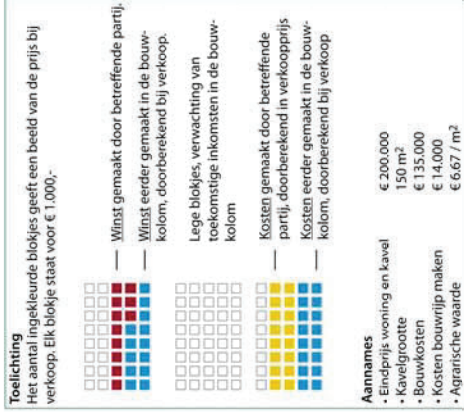 Toelichting
Het aantal ingekleurde blokjes geeft een beeld van de prijs bij
verkoop. Elk blokje staat voor € 1.000,-
Winst gemaakt door betreffende partij.
Winst eerder gemaakt in de bouw-
kolom, doorberekend bij verkoop.
Lege blokjes, verwachting van
toekomstige inkomsten in de bouw-
kolom
Kosten gemaakt door betreffende
partij, doorberekend in verkoopprijs
Kosten eerder gemaakt in de bouw-
kolom, doorberekend bij verkoop
Aannames
• Eindprijs woning en kavel € 200.000
• Kavelgrootte 150 m²
• Bouwkosten € 135.000
• Kosten bouwrijp maken € 14.000
• Agrarische waarde € 6.67 / m²